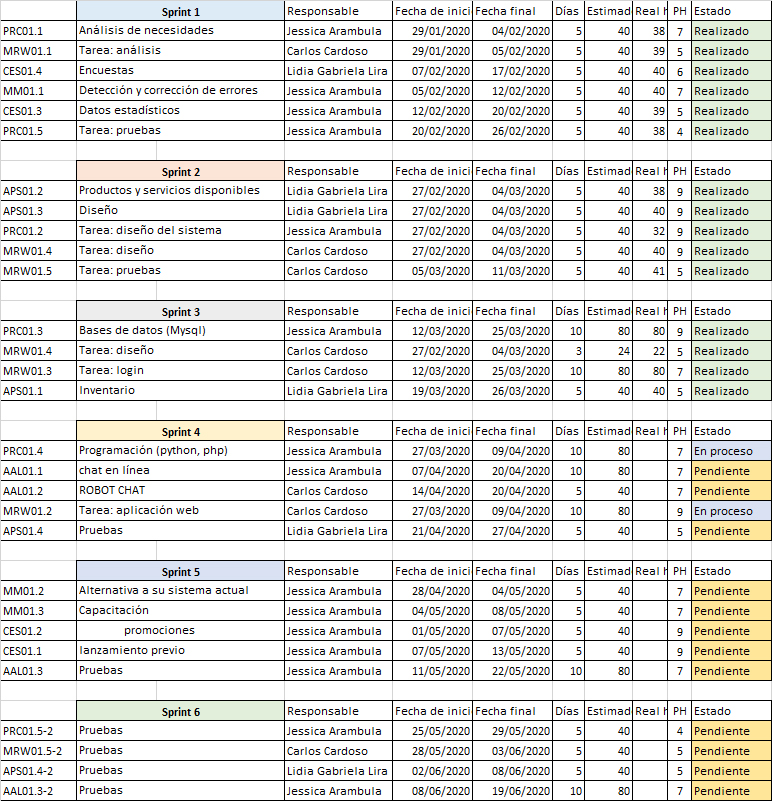 Sprint 1 Responsable Fecha de inici Fecha final Días Estimad Real h PH Estado
PRC01.1 Análisis de necesidades Jessica Arambula 29/01/2020 04/02/2020 5 40 38 7 Realizado
MRW01.1 Tarea: análisis Carlos Cardoso 29/01/2020 05/02/2020 5 40 39 5 Realizado
CES01.4 Encuestas Lidia Gabriela Lira 07/02/2020 17/02/2020 5 40 40 6 Realizado
MM01.1 Detección y corrección de errores Jessica Arambula 05/02/2020 12/02/2020 5 40 40 7 Realizado
CES01.3 Datos estadísticos Jessica Arambula 12/02/2020 20/02/2020 5 40 39 5 Realizado
PRC01.5 Tarea: pruebas Jessica Arambula 20/02/2020 26/02/2020 5 40 38 4 Realizado
Sprint 2 Responsable Fecha de inici Fecha final Días Estimad Real h PH Estado
APS01.2 Productos y servicios disponibles Lidia Gabriela Lira 27/02/2020 04/03/2020 5 40 38 9 Realizado
APS01.3 Diseño Lidia Gabriela Lira 27/02/2020 04/03/2020 5 40 40 9 Realizado
PRC01.2 Tarea: diseño del sistema Jessica Arambula 27/02/2020 04/03/2020 5 40 32 9 Realizado
MRW01.4 Tarea: diseño Carlos Cardoso 27/02/2020 04/03/2020 5 40 40 9 Realizado
MRW01.5 Tarea: pruebas Carlos Cardoso 05/03/2020 11/03/2020 5 40 41 5 Realizado
Sprint 3 Responsable Fecha de inici Fecha final Días Estimad Real h PH Estado
PRC01.3 Bases de datos (Mysql) Jessica Arambula 12/03/2020 25/03/2020 10 80 80 9 Realizado
MRW01.4 Tarea: diseño Carlos Cardoso 27/02/2020 04/03/2020 3 24 22 5 Realizado
MRW01.3 Tarea: login Carlos Cardoso 12/03/2020 25/03/2020 10 80 80 7 Realizado
APS01.1 Inventario Lidia Gabriela Lira 19/03/2020 26/03/2020 5 40 40 5 Realizado
Sprint 4 Responsable Fecha de inici Fecha final Días Estimad Real h PH Estado
PRC01.4 Programación (python, php) Jessica Arambula 27/03/2020 09/04/2020 10 80 7 En proceso
AAL01.1 chat en línea Jessica Arambula 07/04/2020 20/04/2020 10 80 7 Pendiente
AAL01.2 ROBOT CHAT Carlos Cardoso 14/04/2020 20/04/2020 5 40 7 Pendiente
MRW01.2 Tarea: aplicación web Carlos Cardoso 27/03/2020 09/04/2020 10 80 9 En proceso
APS01.4 Pruebas Lidia Gabriela Lira 21/04/2020 27/04/2020 5 40 5 Pendiente
Sprint 5 Responsable Fecha de inici Fecha final Días Estimad Real h PH Estado
MM01.2 Alternativa a su sistema actual Jessica Arambula 28/04/2020 04/05/2020 5 40 7 Pendiente
MM01.3 Capacitación Jessica Arambula 04/05/2020 08/05/2020 5 40 7 Pendiente
CES01.2 promociones Jessica Arambula 01/05/2020 07/05/2020 5 40 9 Pendiente
CES01.1 lanzamiento previo Jessica Arambula 07/05/2020 13/05/2020 5 40 9 Pendiente
AAL01.3 Pruebas Jessica Arambula 11/05/2020 22/05/2020 10 80 7 Pendiente
Sprint 6 Responsable Fecha de inici Fecha final Días Estimad Real h PH Estado
PRC01.5-2 Pruebas Jessica Arambula 25/05/2020 29/05/2020 5 40 4 Pendiente
MRW01.5-2 Pruebas Carlos Cardoso 28/05/2020 03/06/2020 5 40 5 Pendiente
APS01.4-2 Pruebas Lidia Gabriela Lira 02/06/2020 08/06/2020 5 40 5 Pendiente
AAL01.3-2 Pruebas Jessica Arambula 08/06/2020 19/06/2020 10 80 7 Pendiente